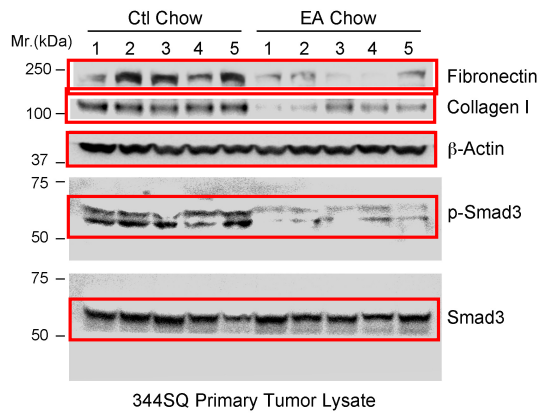 Ctl Chow EA Chow
Mr.(kDa) 1 2 3 4 5 1 2 3 4 5
250 Fibronectin
100 Collagen I
β-Actin
37
75
p-Smad3
50
75
Smad3
50
344SQ Primary Tumor Lysate